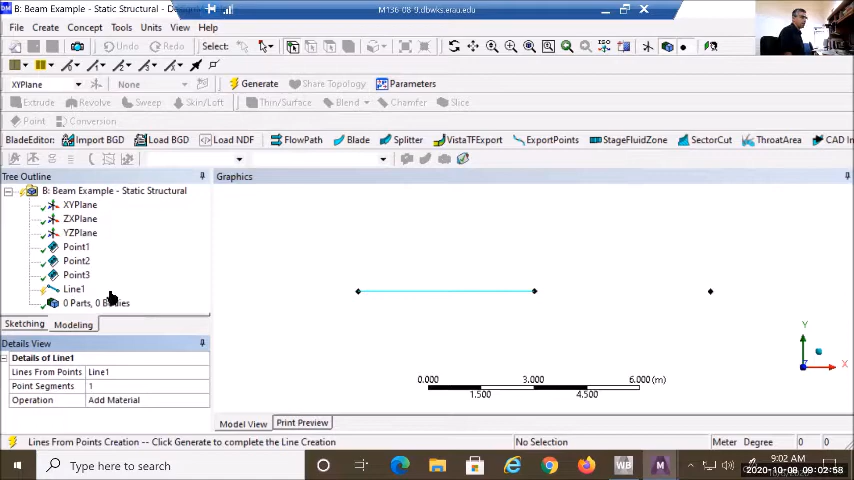 B: Beam Example - Static Structural -
M136-08-9.dbwks.erau.edu
File Create Concept Tools Units View Help
Undo Redo Select:
XYPlane None Generate Share Topology Parameters
Extrude Revolve Sweep Skin/Loft Thin/Surface Blend Chamfer Slice
Point Conversion
BladeEditor: Import BGD Load BGD Load NDF FlowPath Blade Splitter VistaTFExport ExportPoints StageFluidZone SectorCut ThroatArea CAD In
Tree Outline
Graphics
B: Beam Example - Static Structural
XYPlane
ZXPlane
YZPlane
Point1
Point2
Point3
Line1
0 Parts, 0 Bodies
Sketching Modeling
Details View
Details of Line1
Lines From Points Line1
Point Segments 1
Operation Add Material
0.000 3.000 6.000 (m)
1.500 4.500
Y
X
Z
Model View Print Preview
Lines From Points Creation -- Click Generate to complete the Line Creation No Selection Meter Degree 0 0
Type here to search
WB
9:02 AM
2020-10-08 09:02:58